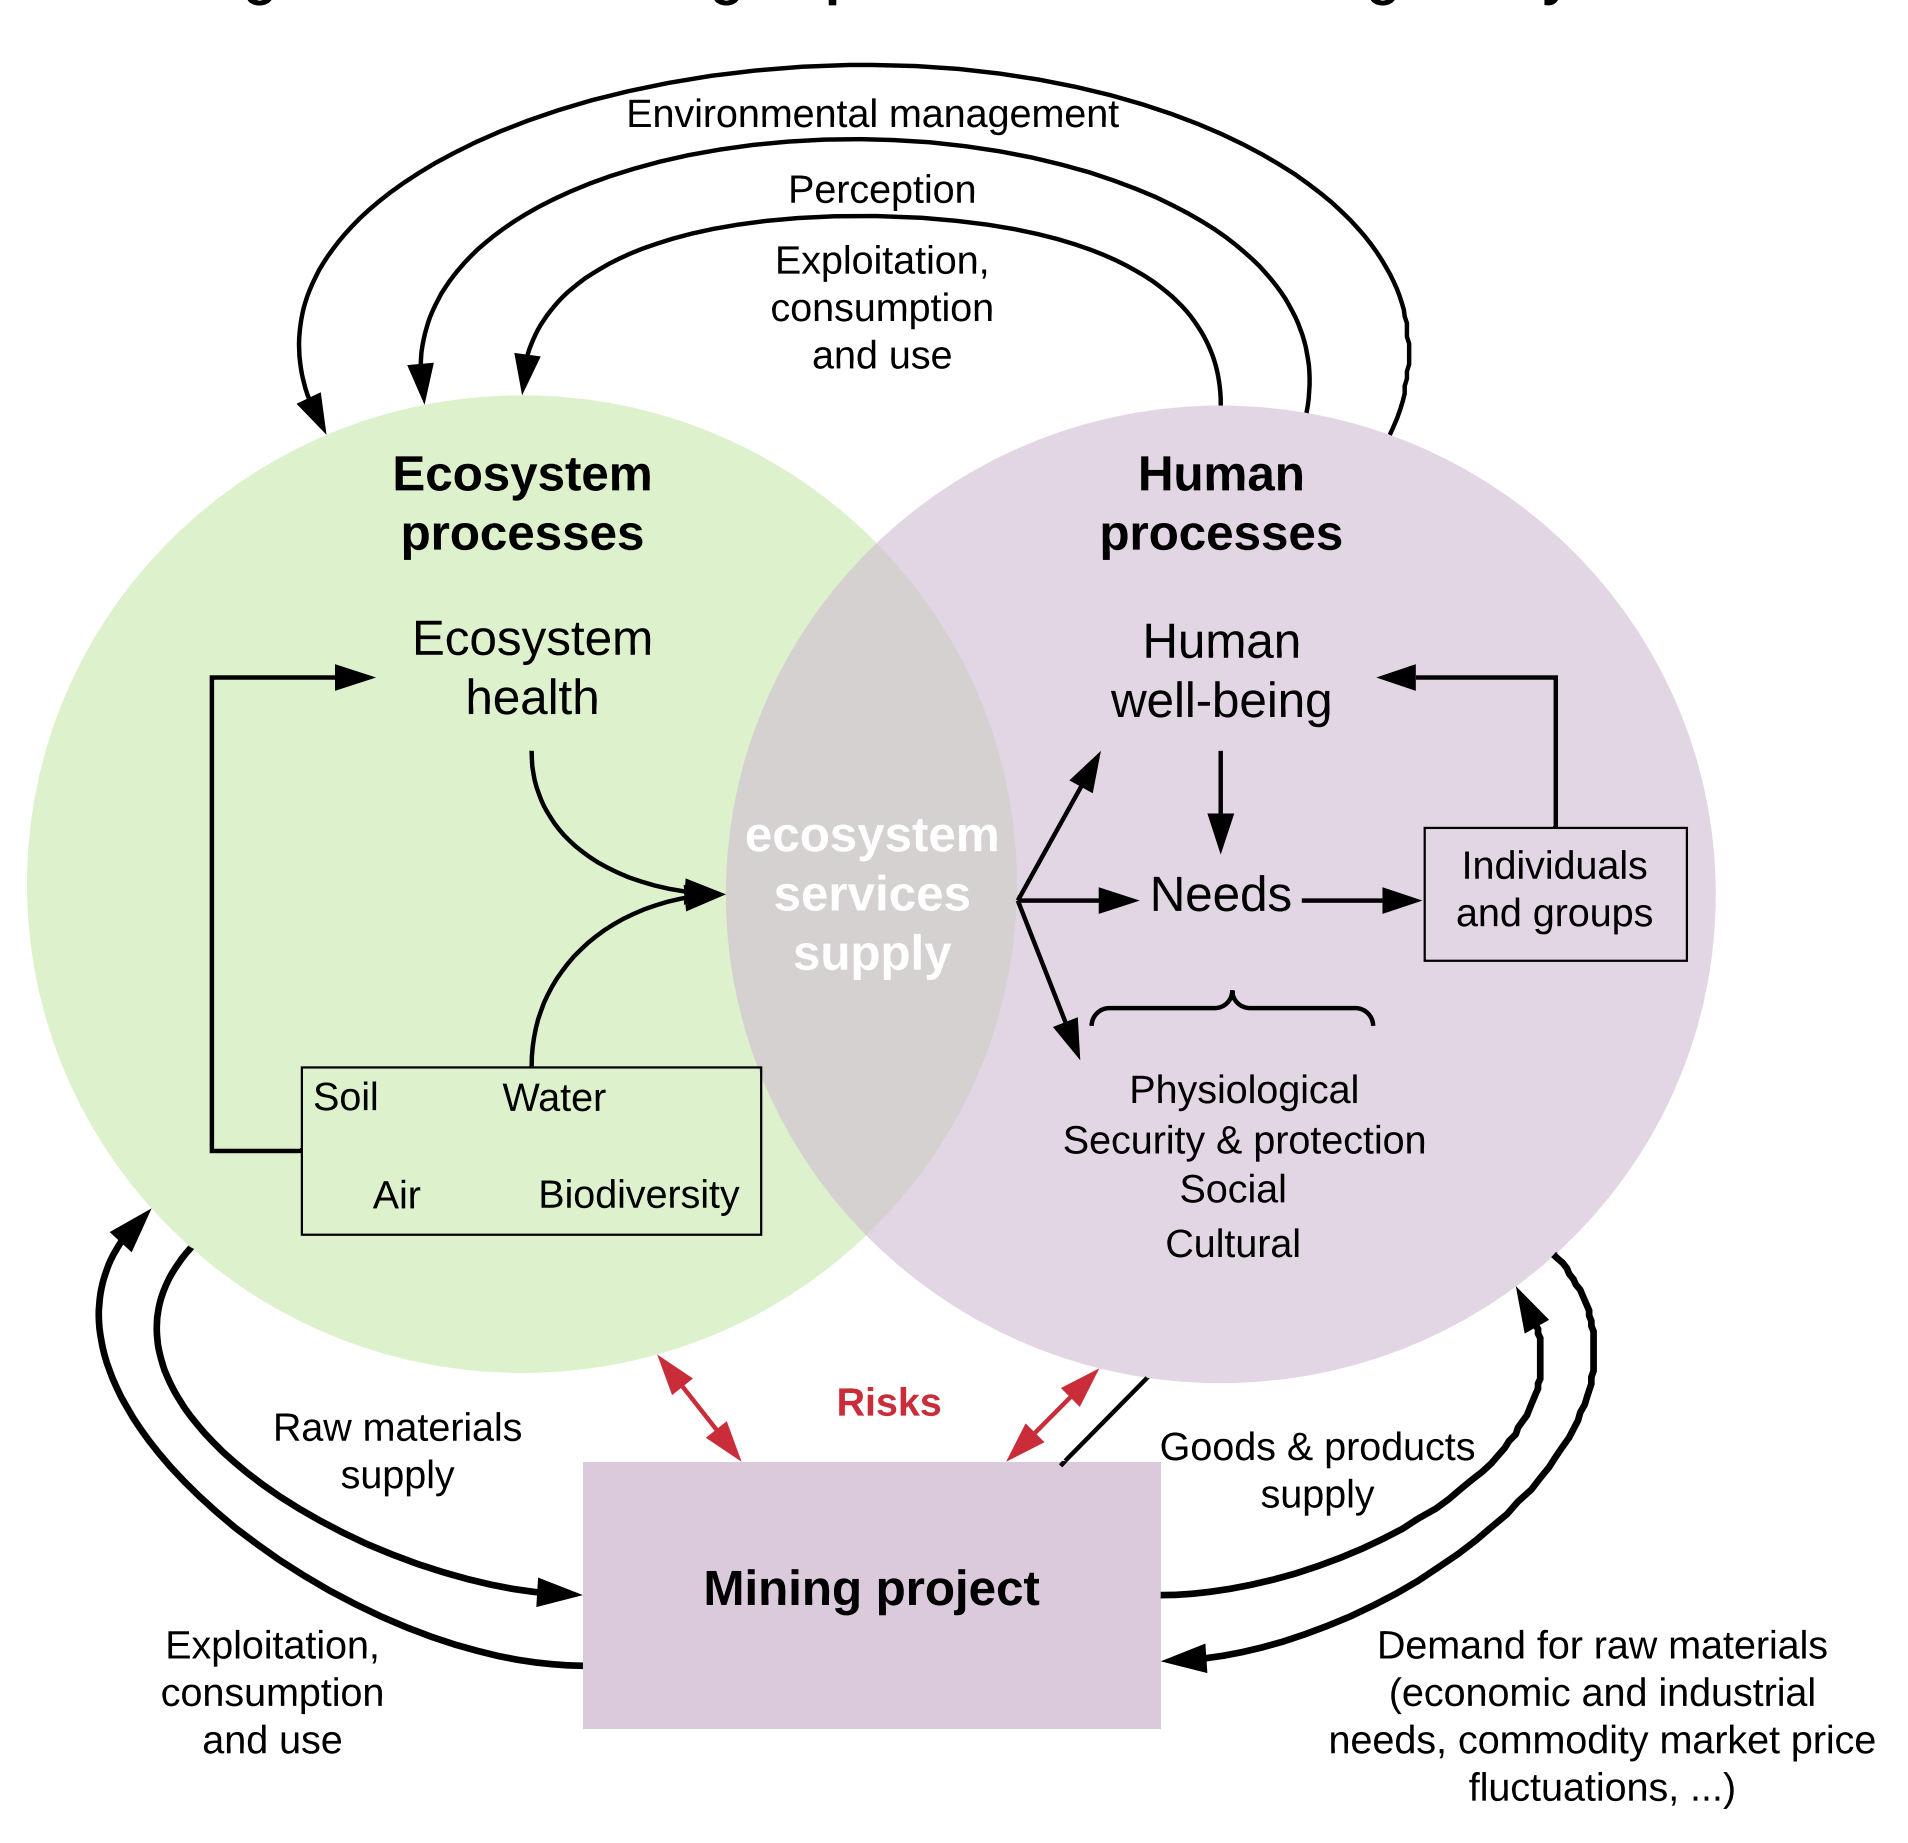 Environmental management
Perception
Exploitation,
consumption
and use
Ecosystem
processes
Human
processes
Ecosystem
health
Human
well-being
ecosystem
services
supply
Needs
Individuals
and groups
Soil
Water
Air
Biodiversity
Physiological
Security & protection
Social
Cultural
Risks
Raw materials
supply
Goods & products
supply
Mining project
Exploitation,
consumption
and use
Demand for raw materials
(economic and industrial
needs, commodity market price
fluctuations, ...)